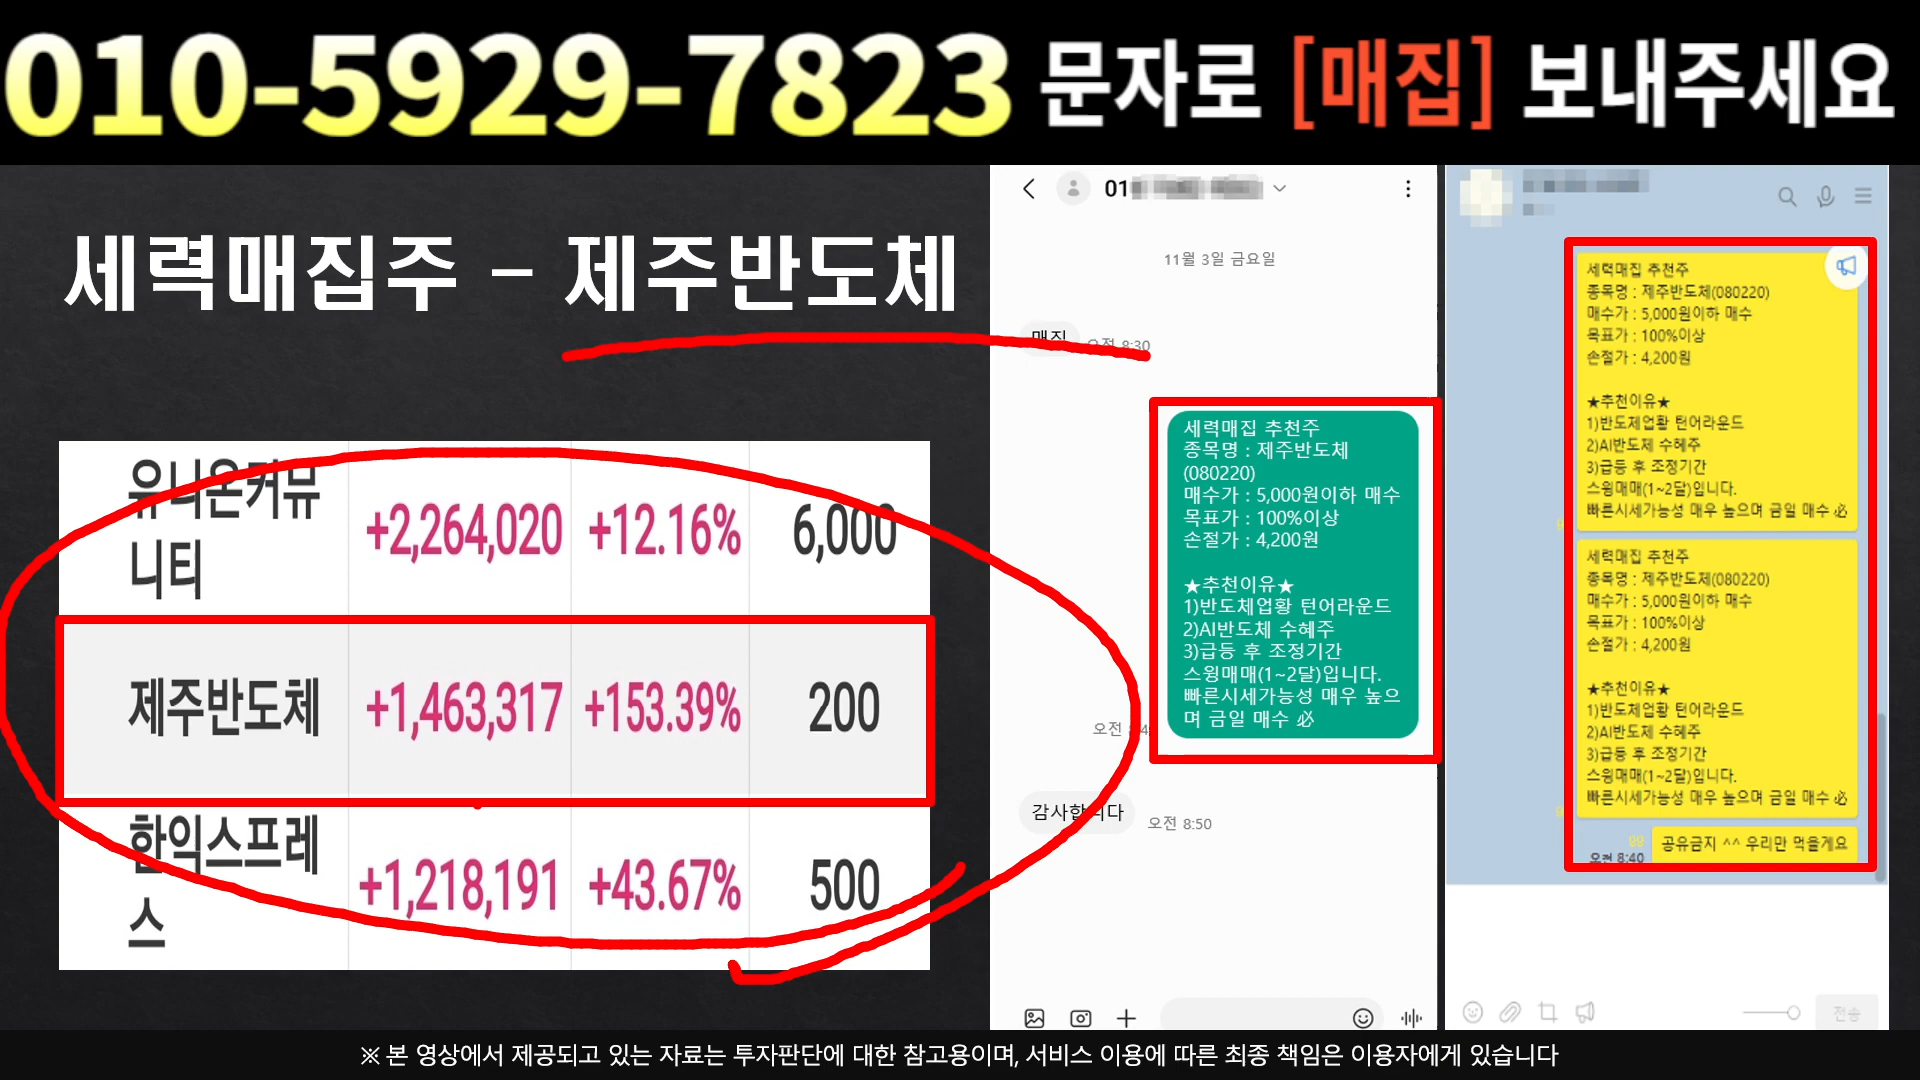 010-5929-7823 문자로 [매집] 보내주세요
세력매집주 - 제주반도체
유니온커뮤
니티
+2,264,020 +12.16% 6,000
제주반도체 +1,463,317 +153.39% 200
한익스프레
스
+1,218,191 +43.67% 500
01
11월 3일 금요일
매집
오전 8:30
세력매집 추천주
종목명 : 제주반도체
(080220)
매수가 : 5,000원이하 매수
목표가 : 100%이상
손절가 : 4,200원
★추천이유★
1)반도체업황 턴어라운드
2)AI반도체 수혜주
3)급등 후 조정기간
스윙매매(1~2달)입니다.
빠른시세가능성 매우 높으
며 금일 매수 必
오전
감사합니다
오전 8:50
세력매집 추천주
종목명 : 제주반도체(080220)
매수가 : 5,000원이하 매수
목표가 : 100%이상
손절가 : 4,200원
★추천이유★
1)반도체업황 턴어라운드
2)AI반도체 수혜주
3)급등 후 조정기간
스윙매매(1~2달)입니다.
빠른시세가능성 매우 높으며 금일 매수 必
세력매집 추천주
종목명 : 제주반도체(080220)
매수가 : 5,000원이하 매수
목표가 : 100%이상
손절가 : 4,200원
★추천이유★
1)반도체업황 턴어라운드
2)AI반도체 수혜주
3)급등 후 조정기간
스윙매매(1~2달)입니다.
빠른시세가능성 매우 높으며 금일 매수 必
공유금지 ^^ 우리만 먹을게요
오전 8:40
전송
※ 본 영상에서 제공되고 있는 자료는 투자판단에 대한 참고용이며, 서비스 이용에 따른 최종 책임은 이용자에게 있습니다